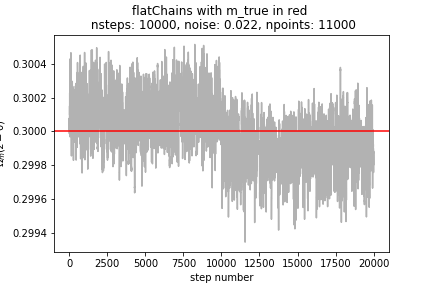 flatChains with m_true in red
nsteps: 10000, noise: 0.022, npoints: 11000
0.3004
0.3002
0.3000
0.2998
0.2996
0.2994
0 2500 5000 7500 10000 12500 15000 17500 20000
step number